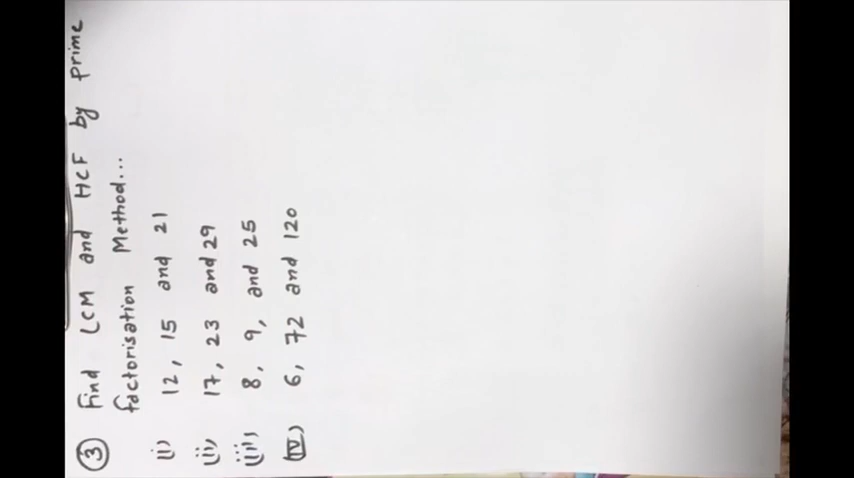 ③ Find LCM and HCF by prime
factorisation Method...
(i) 12, 15 and 21
(ii) 17, 23 and 29
(iii) 8, 9, and 25
(IV) 6, 72 and 120